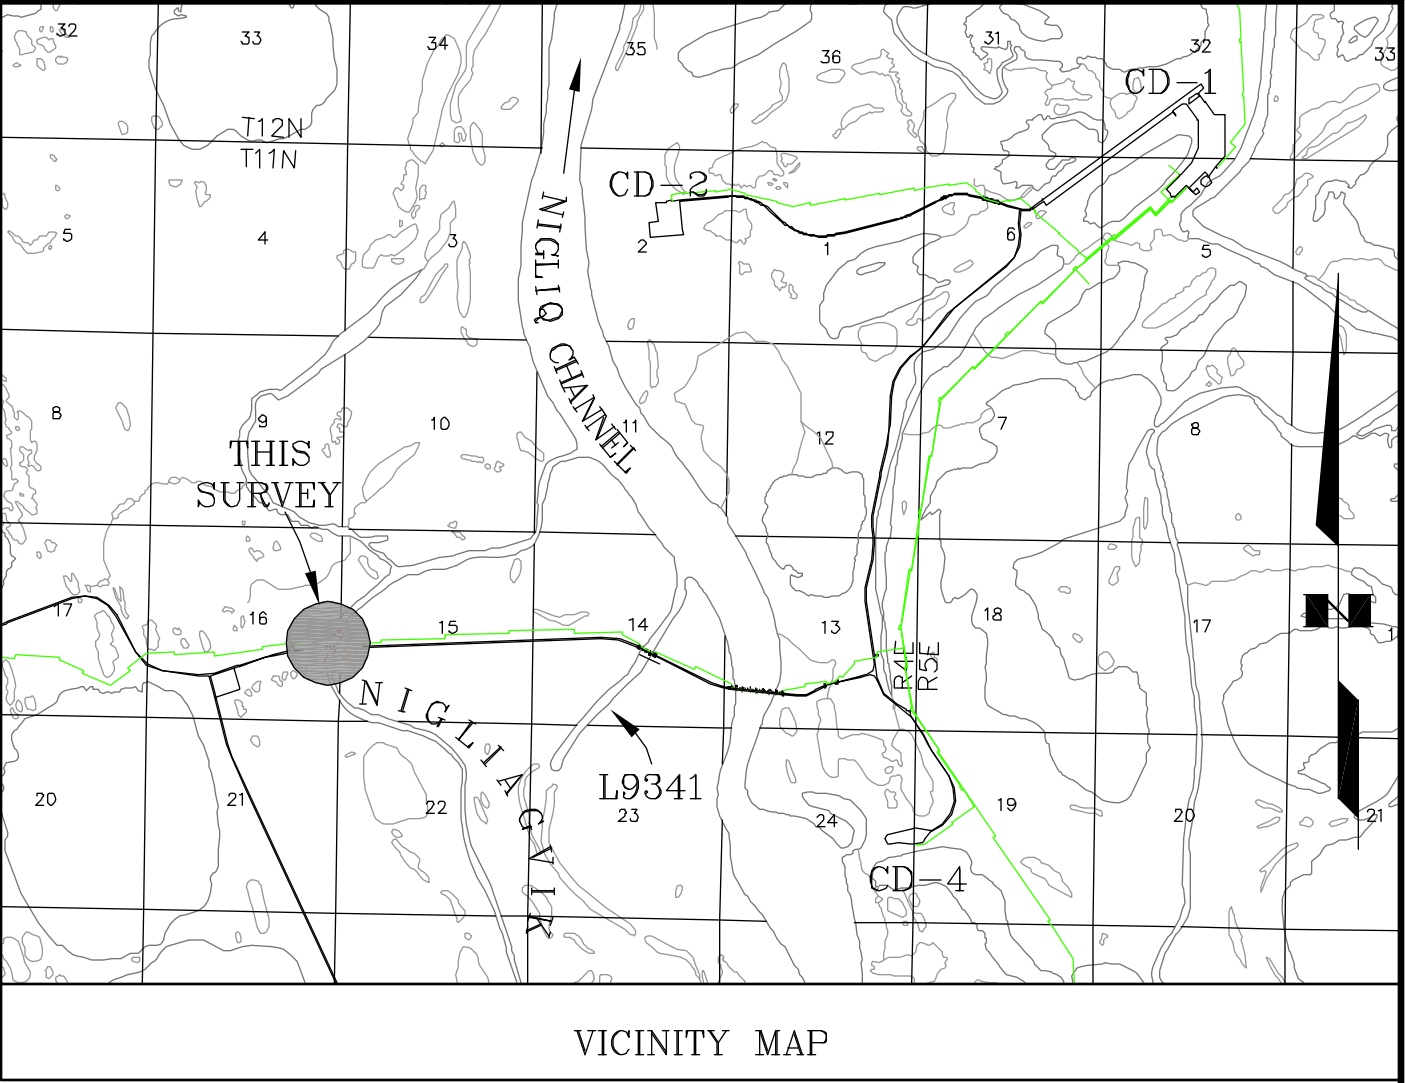 32 33 34 35 36 31 32 33
CD-1
T12N
T11N
CD-2
5 4 3 2 1 6 5
NIGLIQ CHANNEL
8 9 10 11 12 7 8
THIS
SURVEY
17 16 15 14 13 18 17 1
N
R4E
R5E
NIGLIAGVIK
L9341
20 21 22 23 24 19 20 21
CD-4
VICINITY MAP